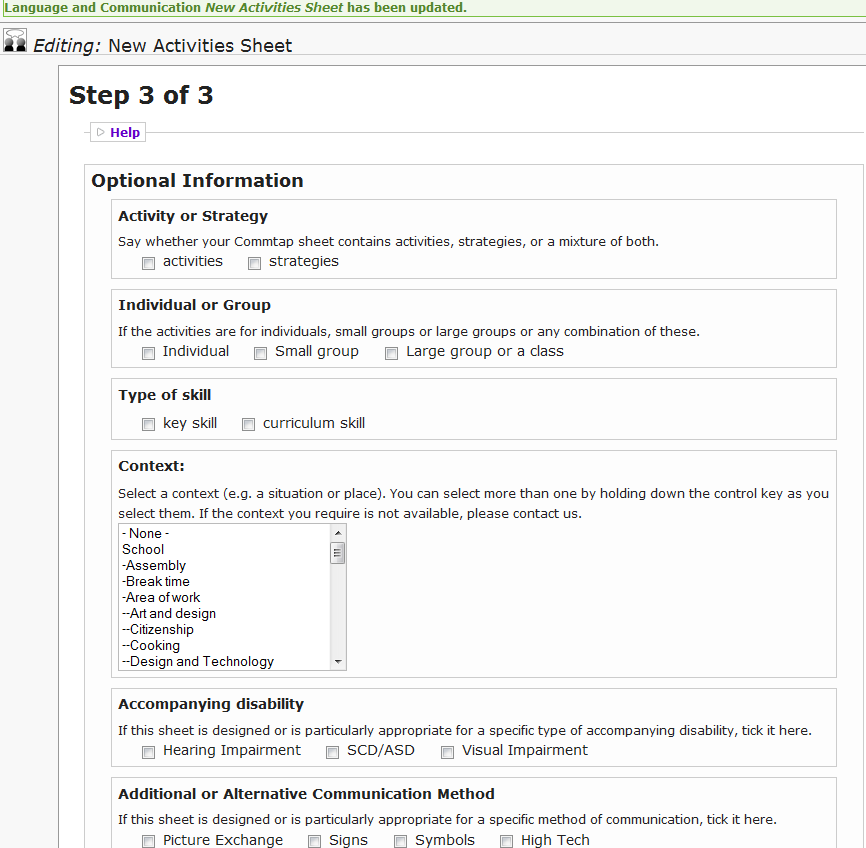 Language and Communication New Activities Sheet has been updated.
Editing: New Activities Sheet
Step 3 of 3
Help
Optional Information
Activity or Strategy
Say whether your Commtap sheet contains activities, strategies, or a mixture of both.
activities strategies
Individual or Group
If the activities are for individuals, small groups or large groups or any combination of these.
Individual Small group Large group or a class
Type of skill
key skill curriculum skill
Context:
Select a context (e.g. a situation or place). You can select more than one by holding down the control key as you
select them. If the context you require is not available, please contact us.
- None -
School
-Assembly
-Break time
-Area of work
--Art and design
--Citizenship
--Cooking
--Design and Technology
Accompanying disability
If this sheet is designed or is particularly appropriate for a specific type of accompanying disability, tick it here.
Hearing Impairment SCD/ASD Visual Impairment
Additional or Alternative Communication Method
If this sheet is designed or is particularly appropriate for a specific method of communication, tick it here.
Picture Exchange Signs Symbols High Tech